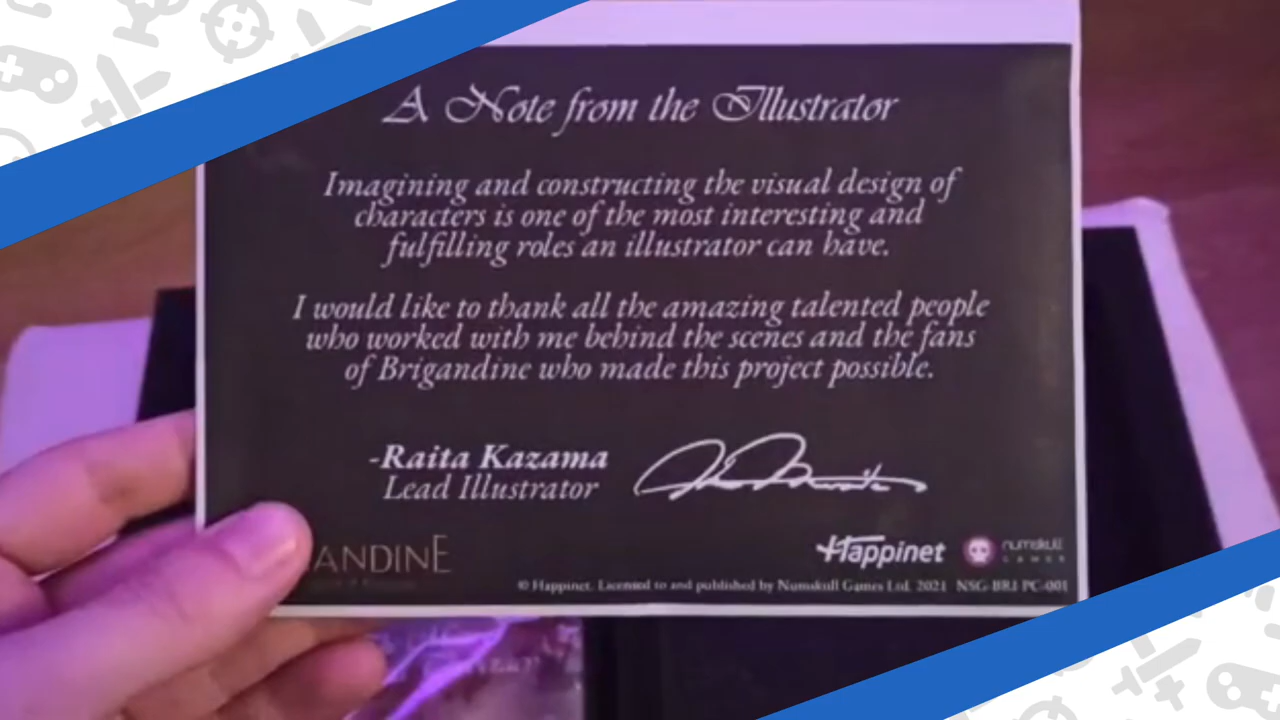 A Note from the Illustrator
Imagining and constructing the visual design of
characters is one of the most interesting and
fulfilling roles an illustrator can have.
I would like to thank all the amazing talented people
who worked with me behind the scenes and the fans
of Brigandine who made this project possible.
-Raita Kazama
Lead Illustrator
ANDINE
Happinet numskull
GAMES
© Happinet. Licensed to and published by Numskull Games Ltd. 2021 NSG-BRI-PC-001